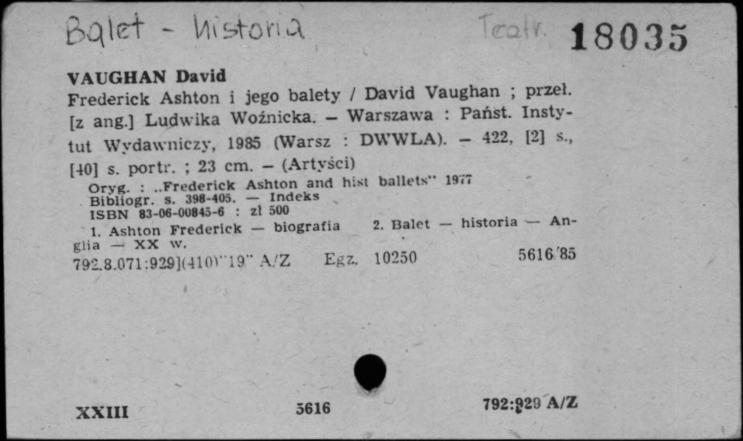 Balet - historia Teatr. 18035
VAUGHAN David
Frederick Ashton i jego balety / David Vaughan ; przeł.
[z ang.] Ludwika Woźnicka. — Warszawa : Państ. Insty-
tut Wydawniczy, 1985 (Warsz : DWWLA). — 422, [2] s.,
[40] s. portr. ; 23 cm. — (Artyści)
Oryg. : „Frederick Ashton and hist ballets" 1977
Bibliogr. s. 398-405. — Indeks
ISBN 83-06-00845-6 : zł 500
1. Ashton Frederick — biografia 2. Balet — historia — An-
glia — XX w.
792.8.071:929](410)"19" A/Z Egz. 10250 5616/85
XXIII 5616 792:929 A/Z